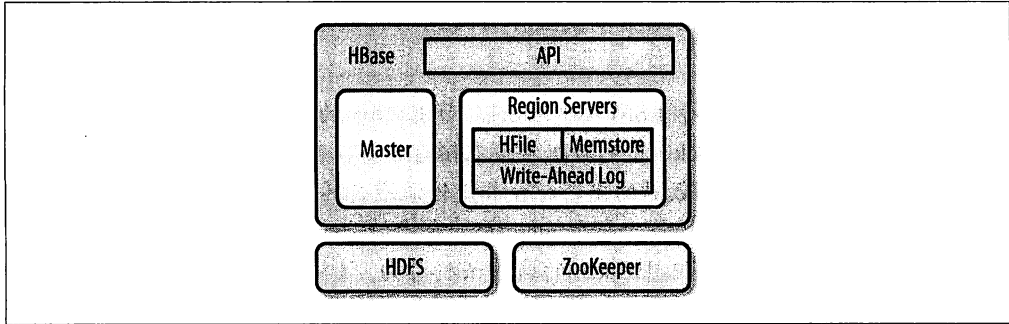 HBase API
Region Servers
Master
HFile Memstore
Write-Ahead Log
HDFS ZooKeeper